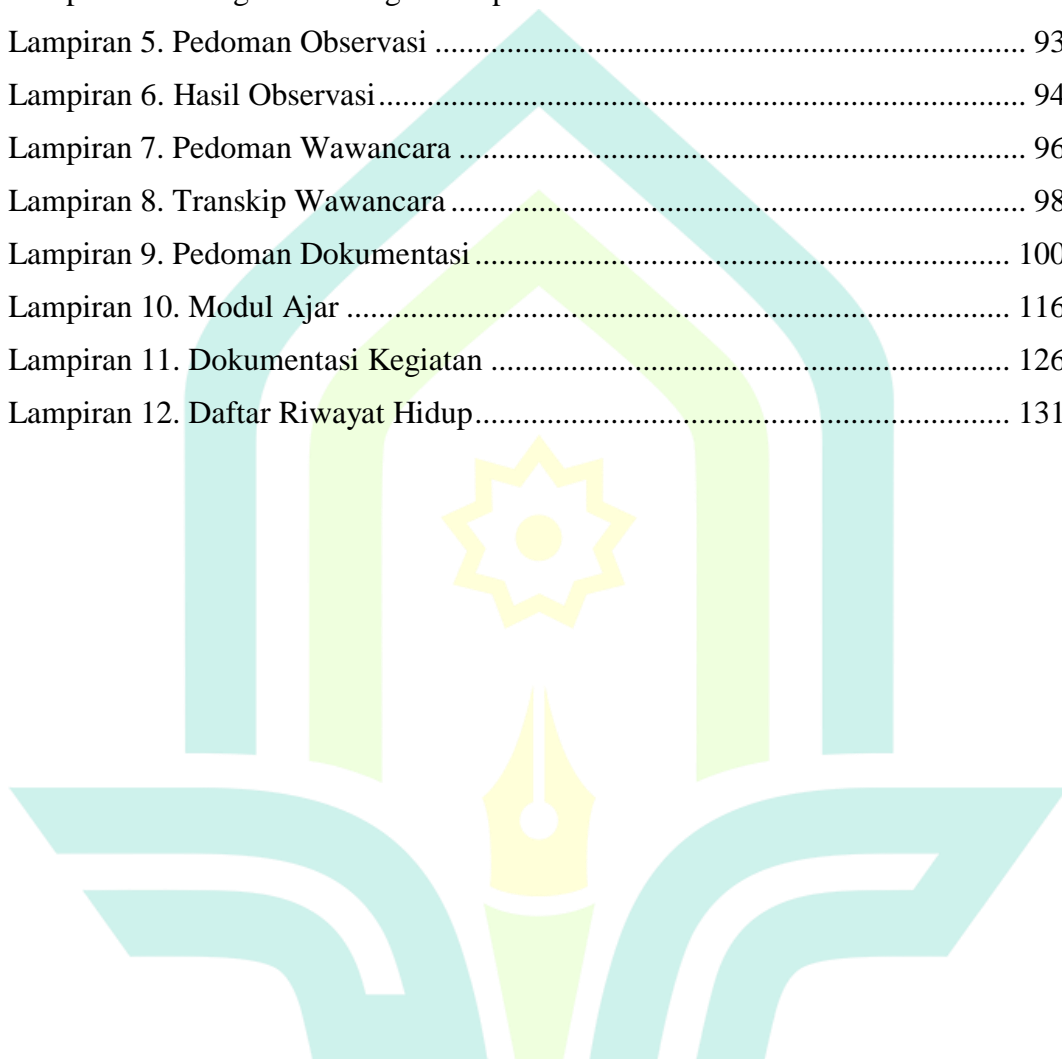 Lampiran 5. Pedoman Observasi ........................................................................... 93
Lampiran 6. Hasil Observasi .................................................................................. 94
Lampiran 7. Pedoman Wawancara ........................................................................ 96
Lampiran 8. Transkip Wawancara ......................................................................... 98
Lampiran 9. Pedoman Dokumentasi .................................................................... 100
Lampiran 10. Modul Ajar .................................................................................... 116
Lampiran 11. Dokumentasi Kegiatan .................................................................. 126
Lampiran 12. Daftar Riwayat Hidup .................................................................... 131